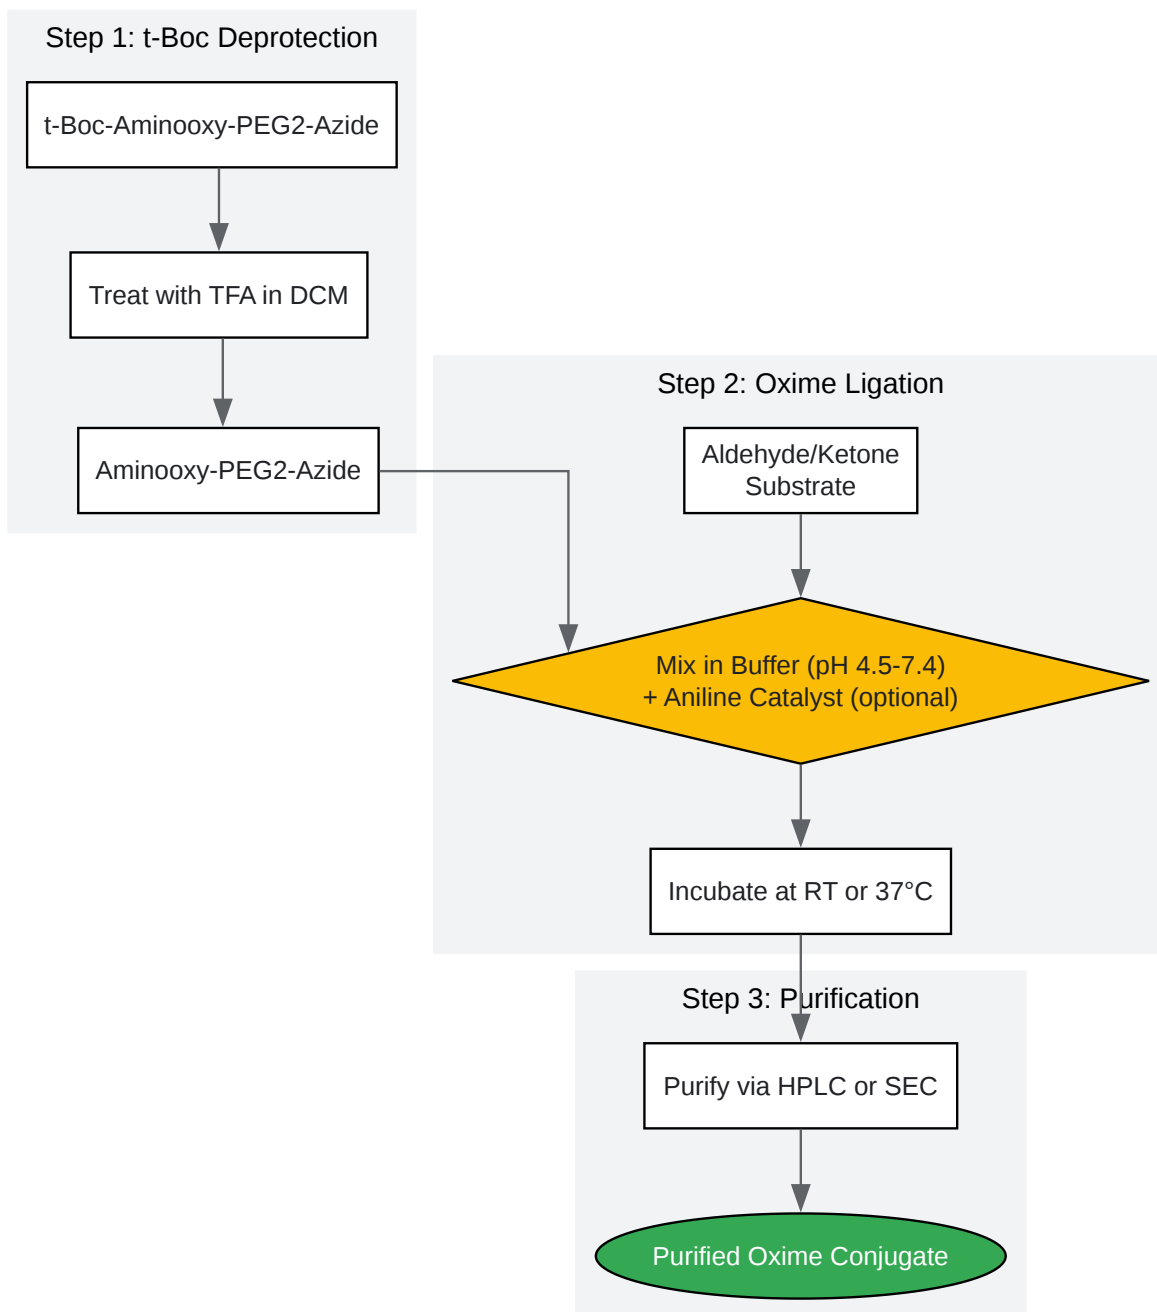 Step 1: t-Boc Deprotection
t-Boc-Aminooxy-PEG2-Azide
Treat with TFA in DCM
Aminooxy-PEG2-Azide
Step 2: Oxime Ligation
Aldehyde/Ketone
Substrate
Mix in Buffer (pH 4.5-7.4)
+ Aniline Catalyst (optional)
Incubate at RT or 37°C
Step 3: Purification
Purify via HPLC or SEC
Purified Oxime Conjugate